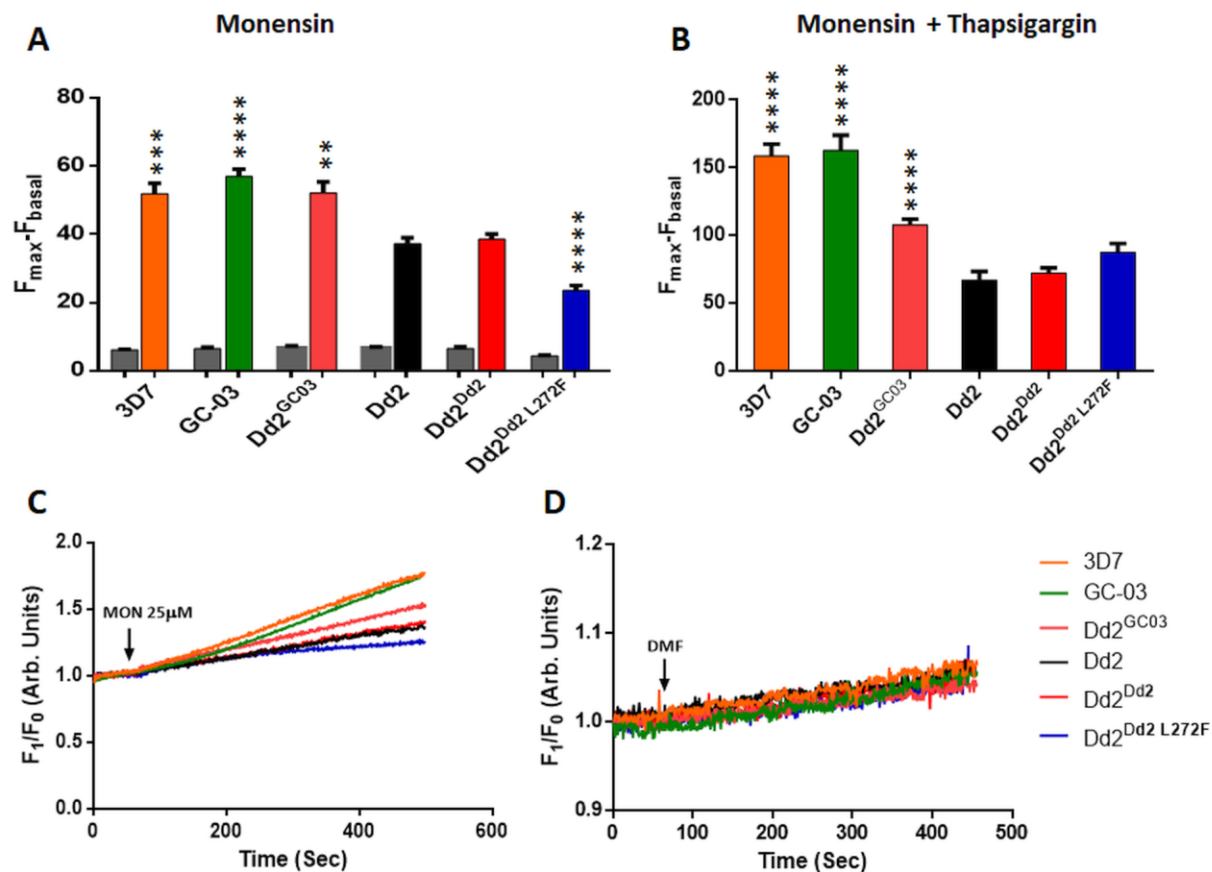 A
Monensin
80
60
40
20
0
Fmax-Fbasal
***
****
**
****
3D7
GC-03
Dd2GC03
Dd2
Dd2Dd2
Dd2Dd2 L272F
B
Monensin + Thapsigargin
200
150
100
50
0
Fmax-Fbasal
****
****
****
3D7
GC-03
Dd2GC03
Dd2
Dd2Dd2
Dd2Dd2 L272F
C
2.0
1.5
1.0
0.5
0.0
F1/F0 (Arb. Units)
MON 25µM
0 200 400 600
Time (Sec)
D
1.2
1.1
1.0
0.9
F1/F0 (Arb. Units)
DMF
0 100 200 300 400 500
Time (Sec)
3D7
GC-03
Dd2GC03
Dd2
Dd2Dd2
Dd2Dd2 L272F